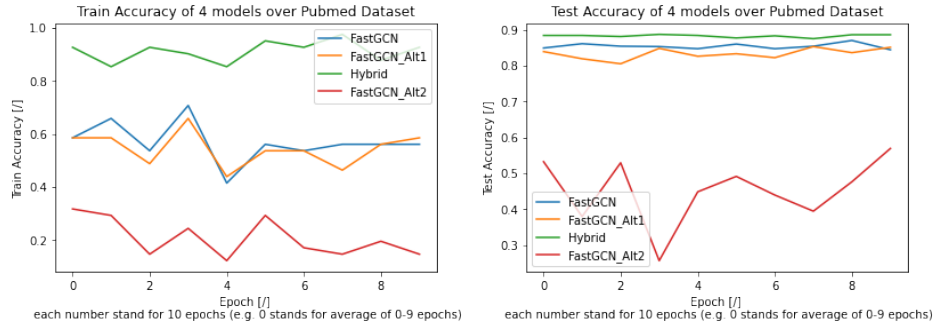 Train Accuracy of 4 models over Pubmed Dataset
1.0
0.8
0.6
0.4
0.2
Train Accuracy [/]
FastGCN
FastGCN_Alt1
Hybrid
FastGCN_Alt2
0 2 4 6 8
Epoch [/]
each number stand for 10 epochs (e.g. 0 stands for average of 0-9 epochs)
Test Accuracy of 4 models over Pubmed Dataset
0.9
0.8
0.7
0.6
0.5
0.4
0.3
Test Accuracy [/]
FastGCN
FastGCN_Alt1
Hybrid
FastGCN_Alt2
0 2 4 6 8
Epoch [/]
each number stand for 10 epochs (e.g. 0 stands for average of 0-9 epochs)